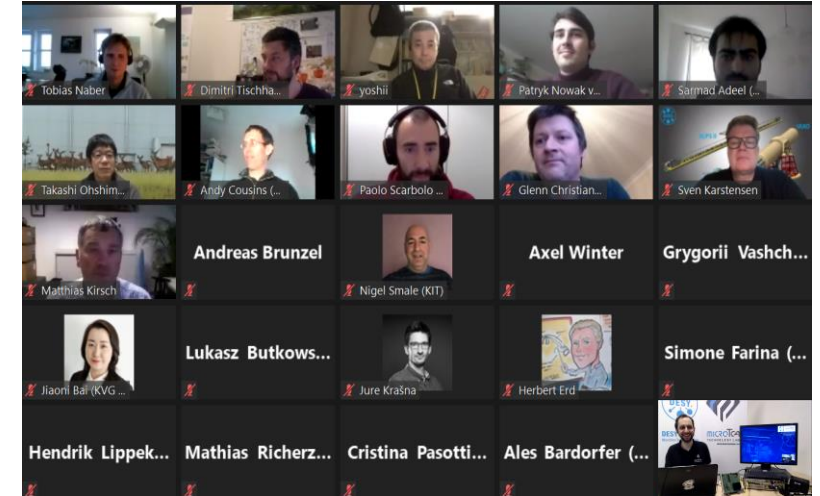 Tobias Naber
Dimitri Tischha...
yoshii
Patryk Nowak v...
Sarmad Adeel (...
Takashi Ohshim...
Andy Cousins (...
Paolo Scarbolo ...
Glenn Christian...
Sven Karstensen
Matthias Kirsch
Andreas Brunzel
Nigel Smale (KIT)
Axel Winter
Grygorii Vashch...
Jiaoni Bai (KVG ...
Lukasz Butkows...
Jure Krašna
Herbert Erd
Simone Farina (...
Hendrik Lippek...
Mathias Richerz...
Cristina Pasotti...
Ales Bardorfer (...
DESY.